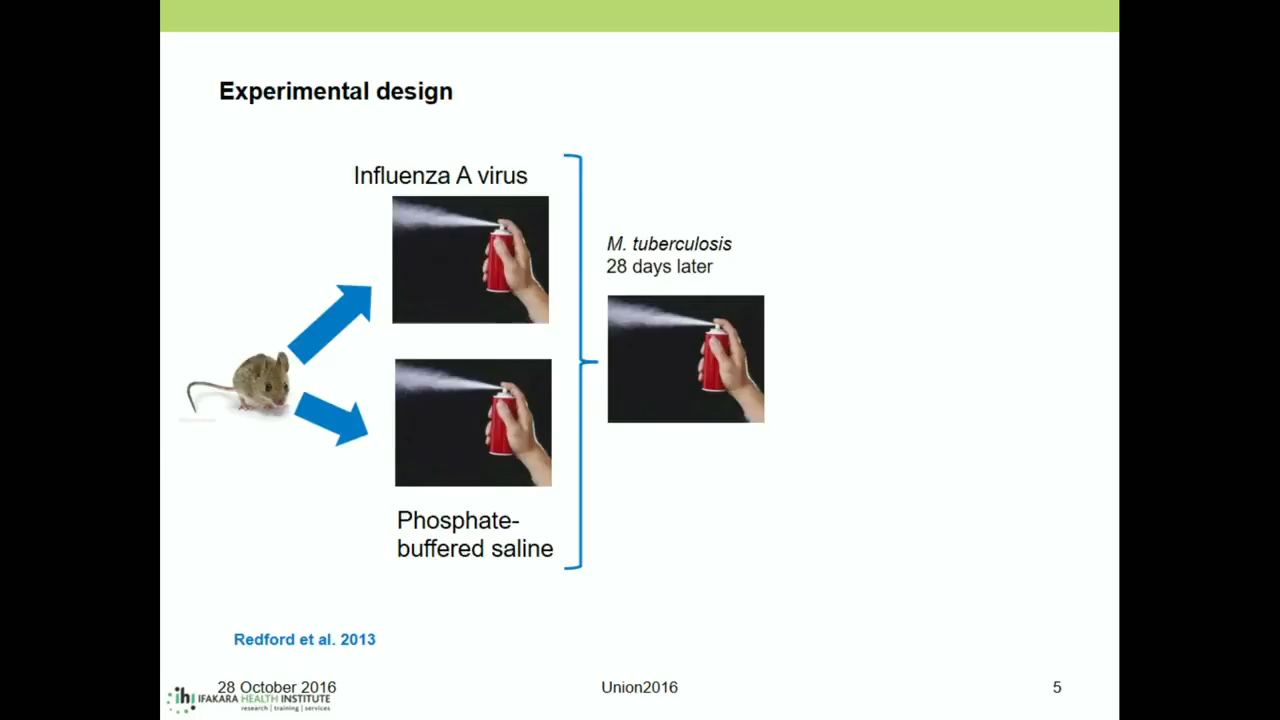 Experimental design
Influenza A virus
M. tuberculosis
28 days later
Phosphate-
buffered saline
Redford et al. 2013
28 October 2016
Union2016
5
ihi
IFAKARA HEALTH INSTITUTE
research | training | services